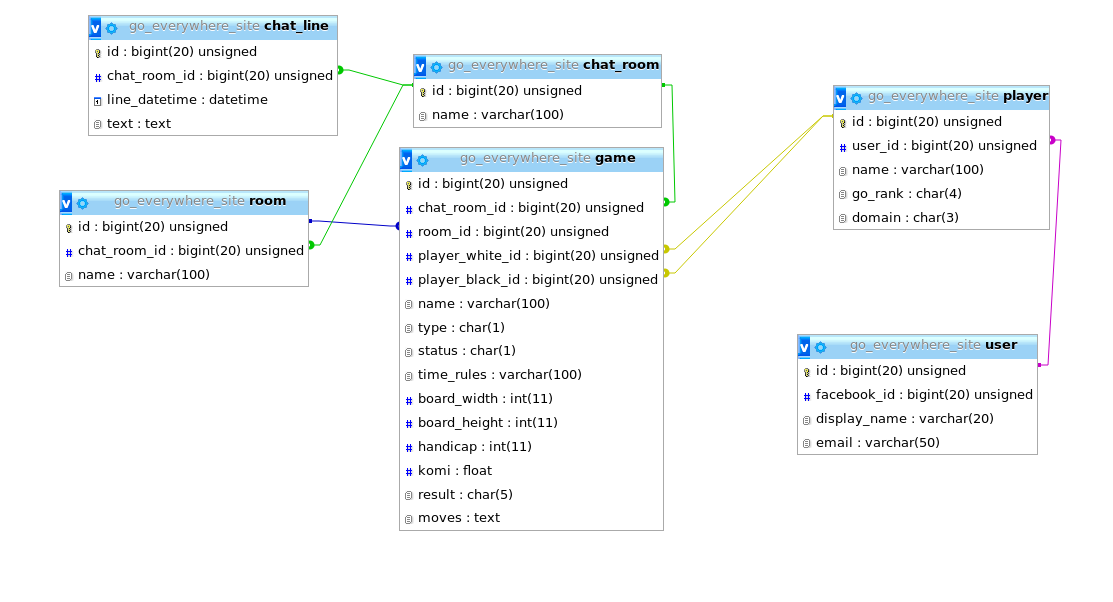 v go_everywhere_site chat_line
id : bigint(20) unsigned
chat_room_id : bigint(20) unsigned
line_datetime : datetime
text : text
v go_everywhere_site chat_room
id : bigint(20) unsigned
name : varchar(100)
v go_everywhere_site room
id : bigint(20) unsigned
chat_room_id : bigint(20) unsigned
name : varchar(100)
v go_everywhere_site game
id : bigint(20) unsigned
chat_room_id : bigint(20) unsigned
room_id : bigint(20) unsigned
player_white_id : bigint(20) unsigned
player_black_id : bigint(20) unsigned
name : varchar(100)
type : char(1)
status : char(1)
time_rules : varchar(100)
board_width : int(11)
board_height : int(11)
handicap : int(11)
komi : float
result : char(5)
moves : text
v go_everywhere_site player
id : bigint(20) unsigned
user_id : bigint(20) unsigned
name : varchar(100)
go_rank : char(4)
domain : char(3)
v go_everywhere_site user
id : bigint(20) unsigned
facebook_id : bigint(20) unsigned
display_name : varchar(20)
email : varchar(50)